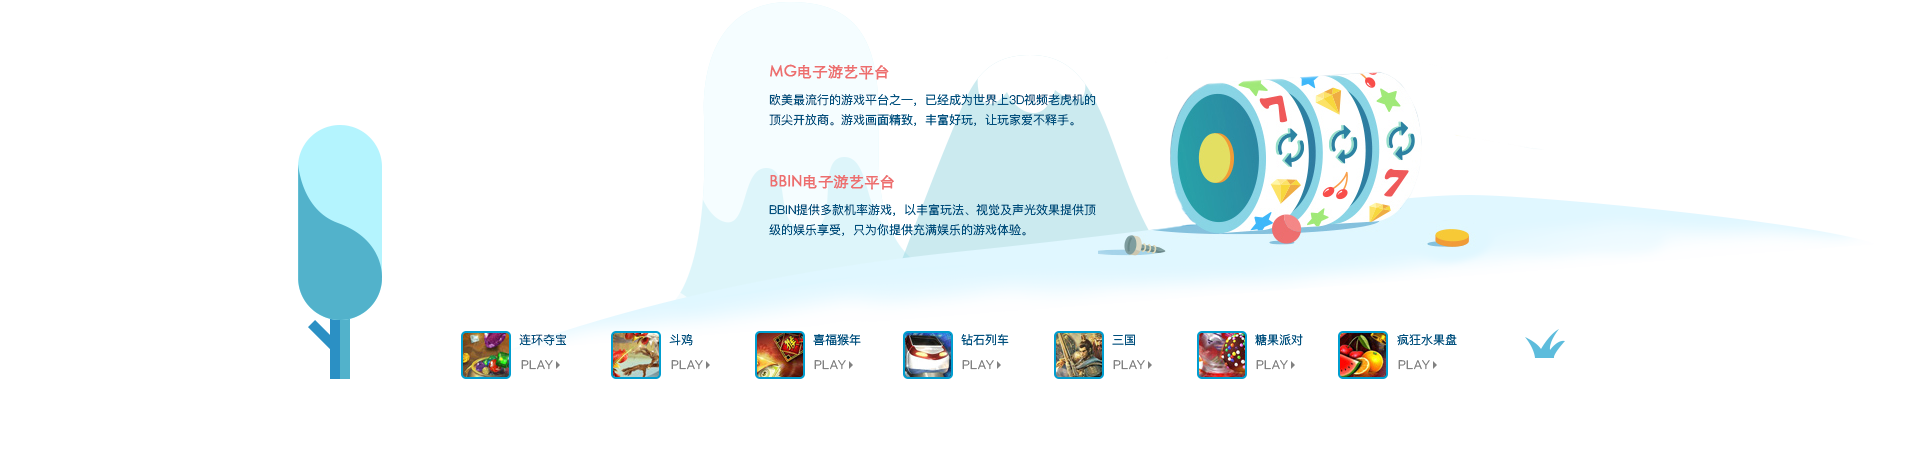 MG电子游艺平台
欧美最流行的游戏平台之一，已经成为世界上3D视频老虎机的
顶尖开放商。游戏画面精致，丰富好玩，让玩家爱不释手。
BBIN电子游艺平台
BBIN提供多款机率游戏，以丰富玩法、视觉及声光效果提供顶
级的娱乐享受，只为你提供充满娱乐的游戏体验。
连环夺宝
PLAY
斗鸡
PLAY
喜福猴年
PLAY
钻石列车
PLAY
三国
PLAY
糖果派对
PLAY
疯狂水果盘
PLAY